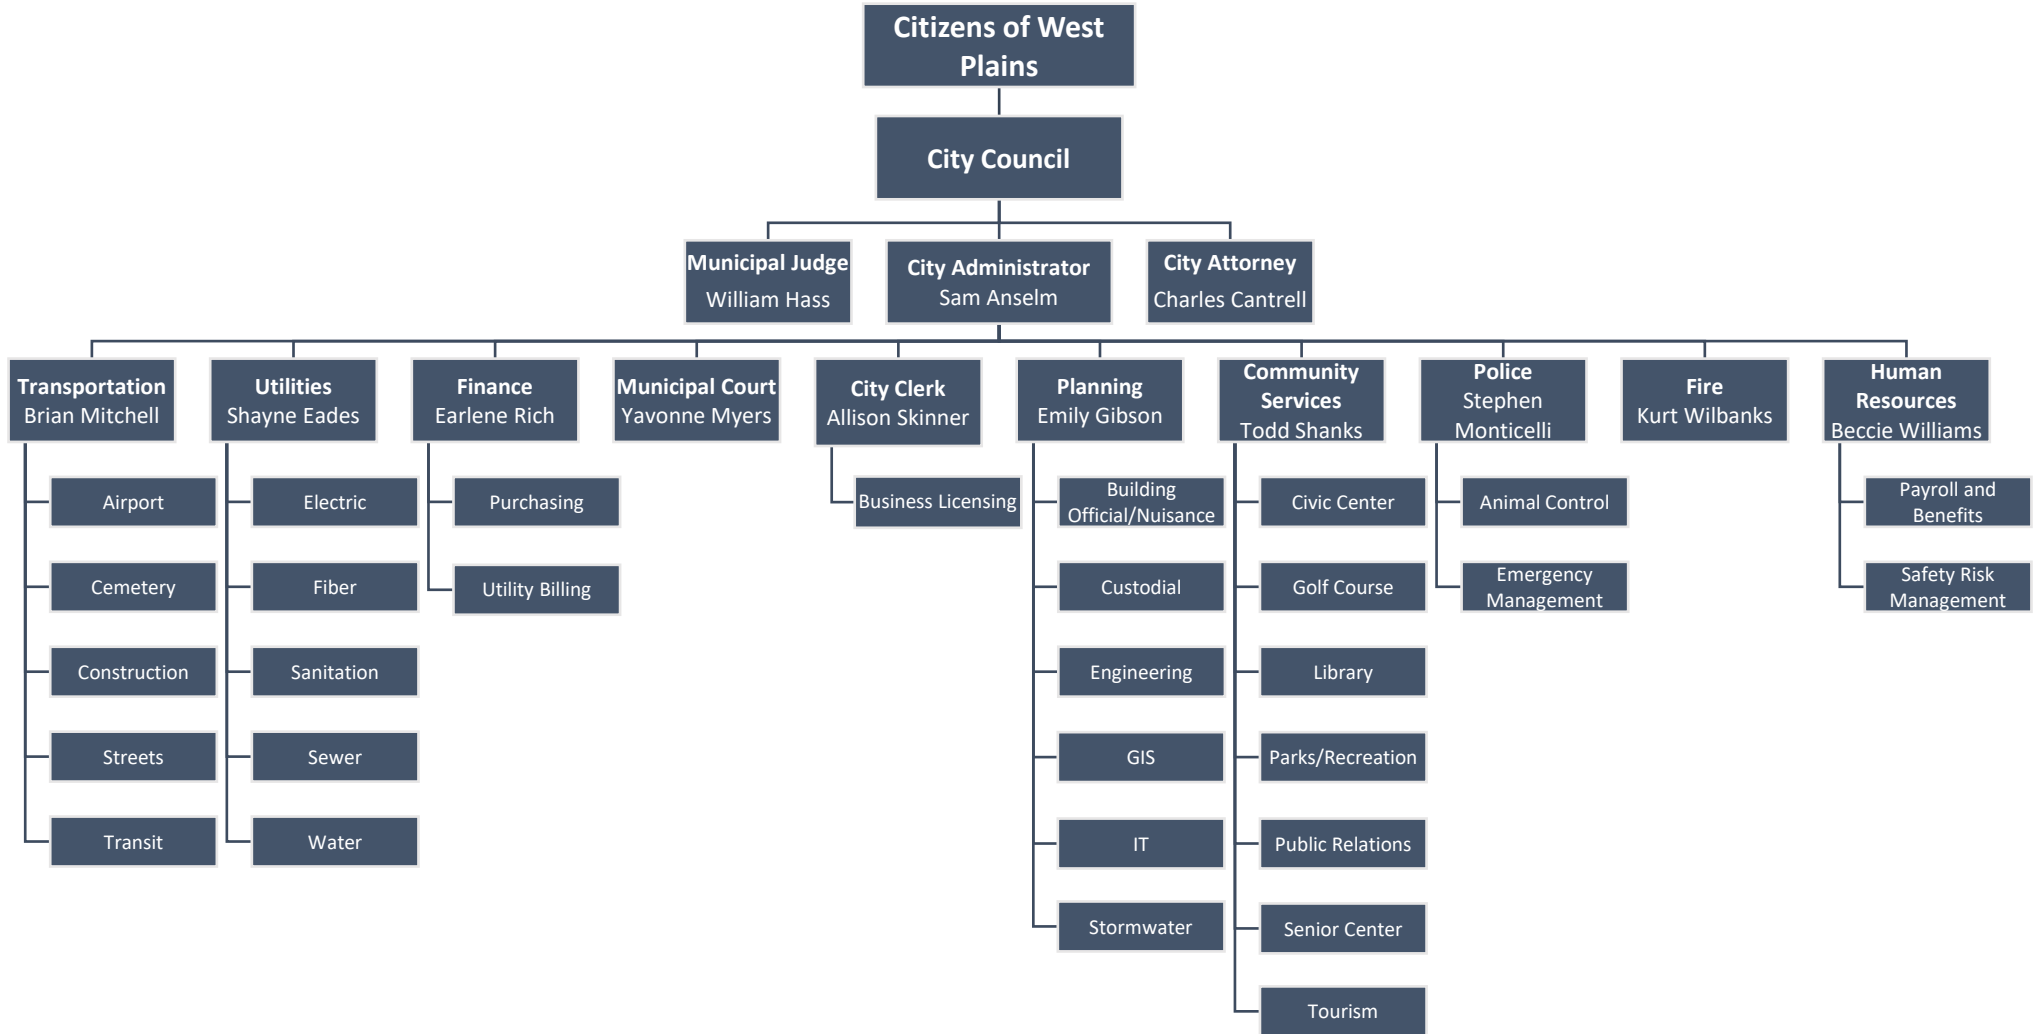 Citizens of West
Plains
City Council
Municipal Judge
William Hass
City Administrator
Sam Anselm
City Attorney
Charles Cantrell
Transportation
Brian Mitchell
Airport
Cemetery
Construction
Streets
Transit
Utilities
Shayne Eades
Electric
Fiber
Sanitation
Sewer
Water
Finance
Earlene Rich
Purchasing
Utility Billing
Municipal Court
Yavonne Myers
City Clerk
Allison Skinner
Business Licensing
Planning
Emily Gibson
Building
Official/Nuisance
Custodial
Engineering
GIS
IT
Stormwater
Community
Services
Todd Shanks
Civic Center
Golf Course
Library
Parks/Recreation
Public Relations
Senior Center
Tourism
Police
Stephen
Monticelli
Animal Control
Emergency
Management
Fire
Kurt Wilbanks
Human
Resources
Beccie Williams
Payroll and
Benefits
Safety Risk
Management